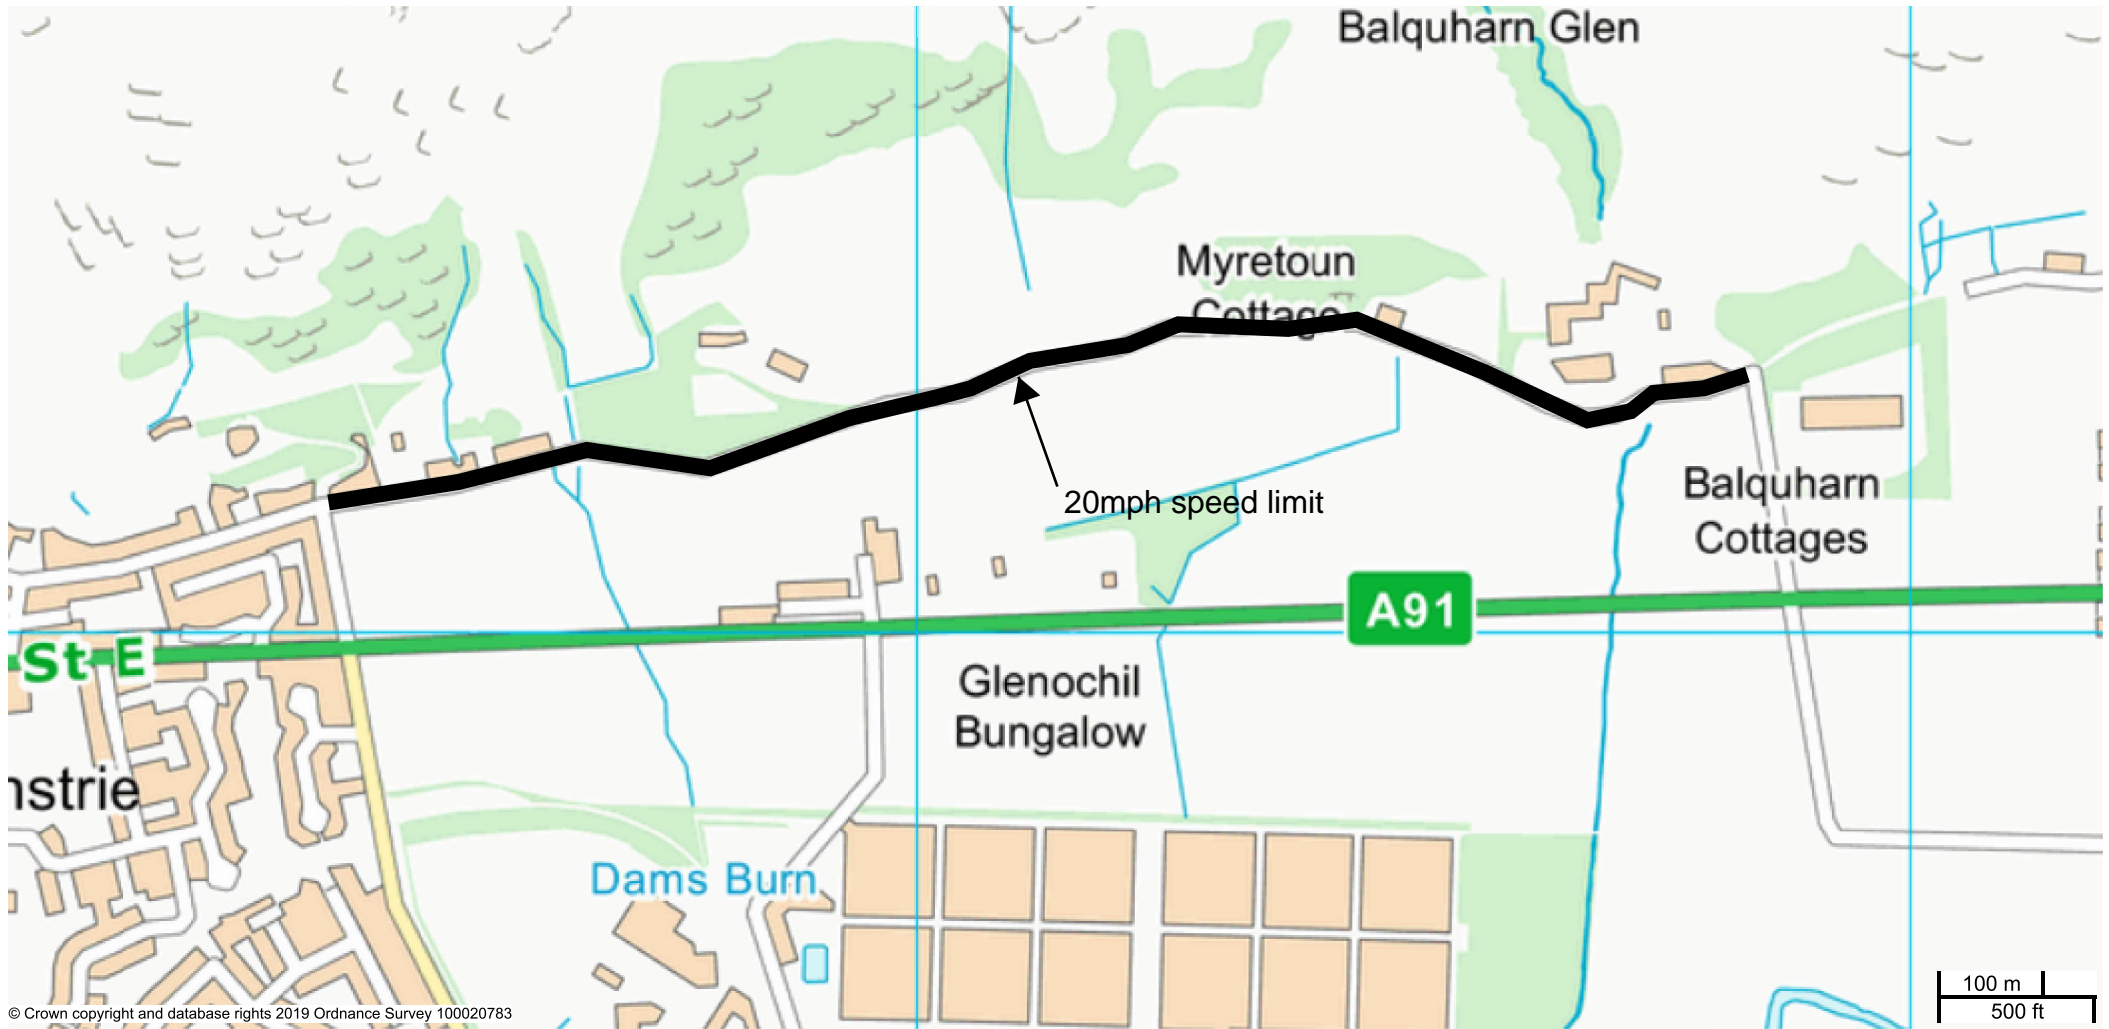 Balquharn Glen
Myretoun
Cottage
20mph speed limit
Balquharn
Cottages
A91
St E
Glenochil
Bungalow
nstrie
Dams Burn
100 m
500 ft
© Crown copyright and database rights 2019 Ordnance Survey 100020783